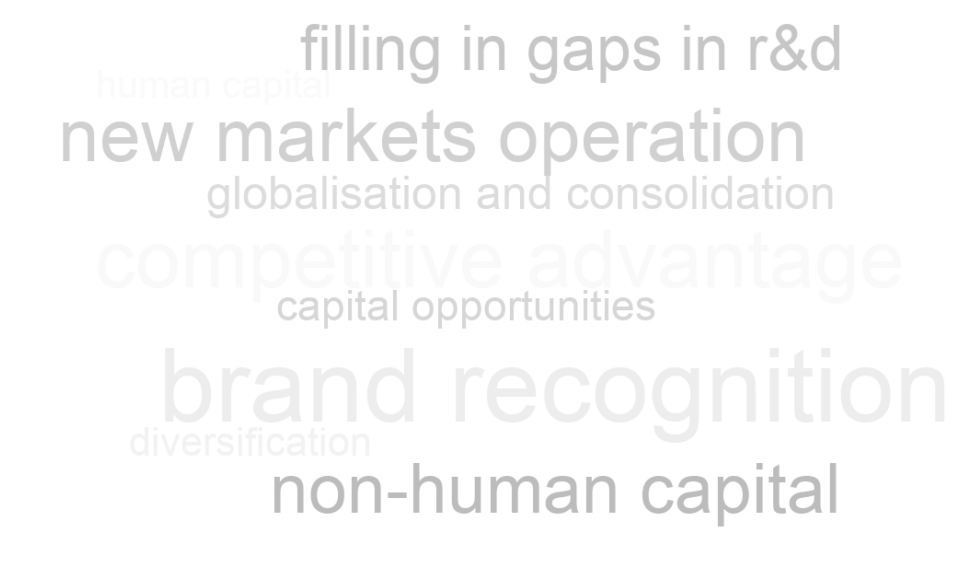 filling in gaps in r&d
human capital
new markets operation
globalisation and consolidation
competitive advantage
capital opportunities
brand recognition
diversification
non-human capital